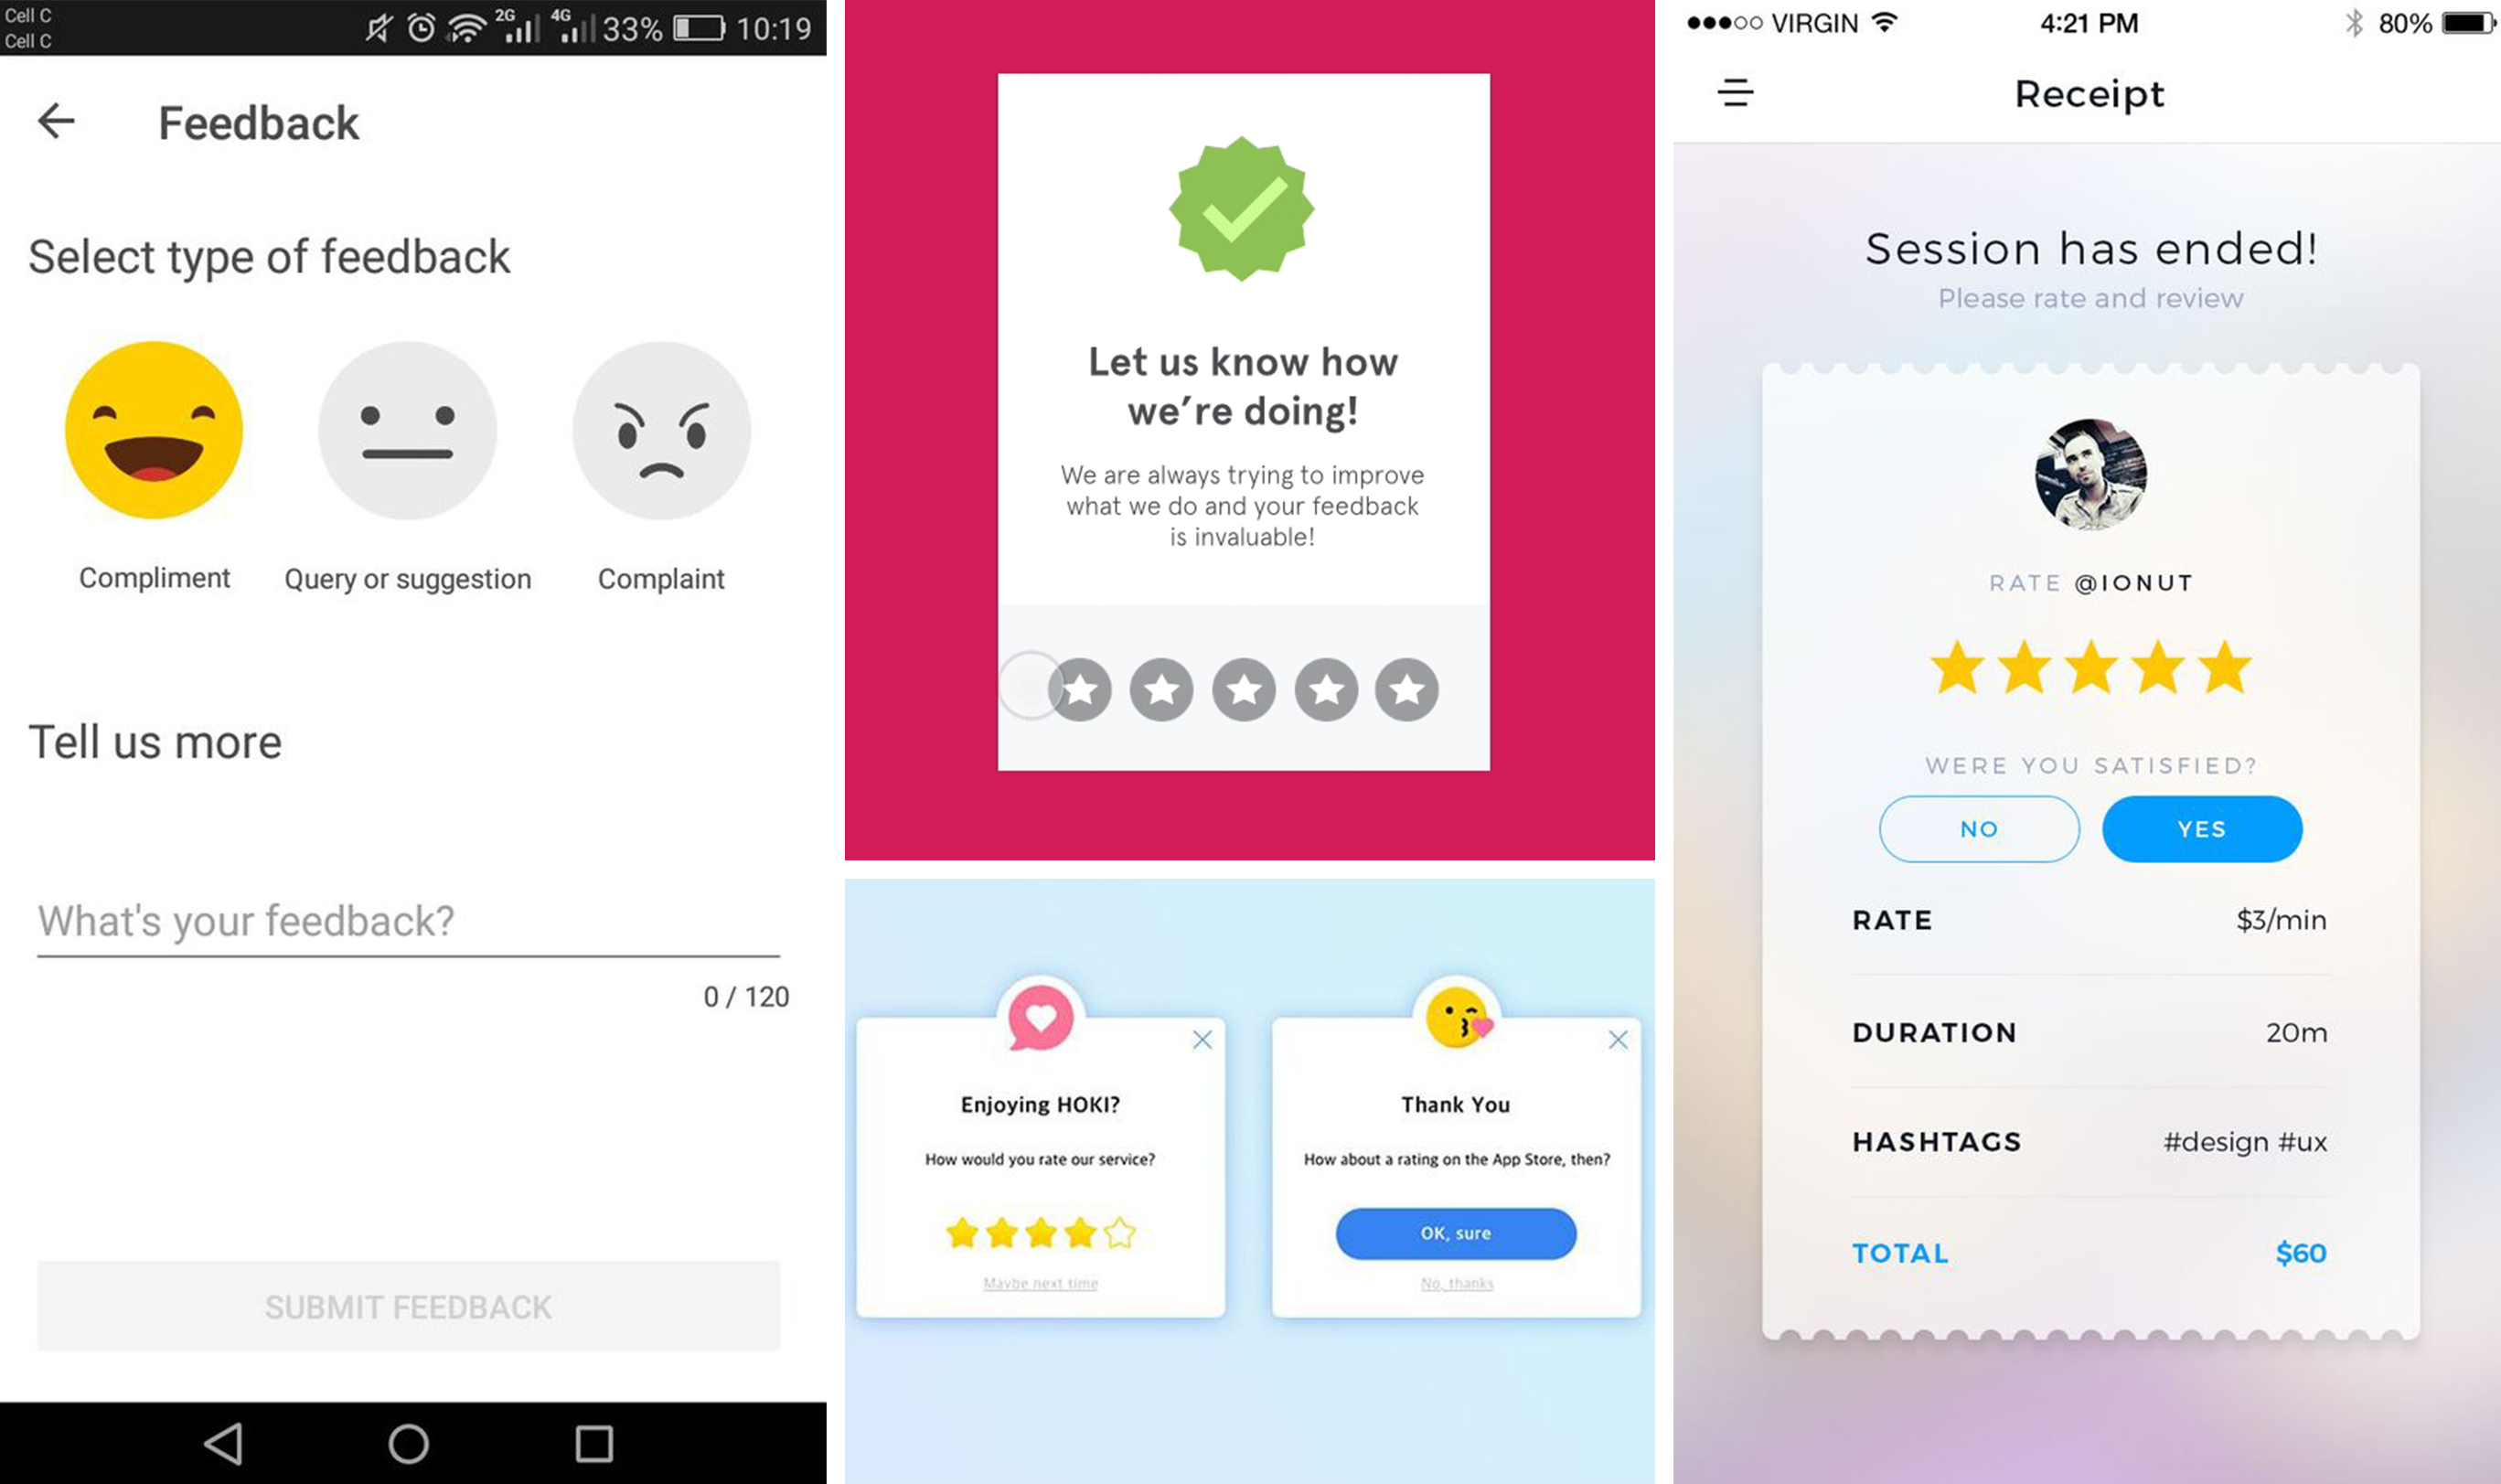 Cell C
Cell C
2G
4G
33%
10:19
Feedback
Select type of feedback
Compliment
Query or suggestion
Complaint
Tell us more
What's your feedback?
0 / 120
SUBMIT FEEDBACK
Let us know how
we’re doing!
We are always trying to improve
what we do and your feedback
is invaluable!
Enjoying HOKI?
How would you rate our service?
Maybe next time
Thank You
How about a rating on the App Store, then?
OK, sure
No, thanks
VIRGIN
4:21 PM
80%
Receipt
Session has ended!
Please rate and review
RATE @IONUT
WERE YOU SATISFIED?
NO
YES
RATE $3/min
DURATION 20m
HASHTAGS #design #ux
TOTAL $60